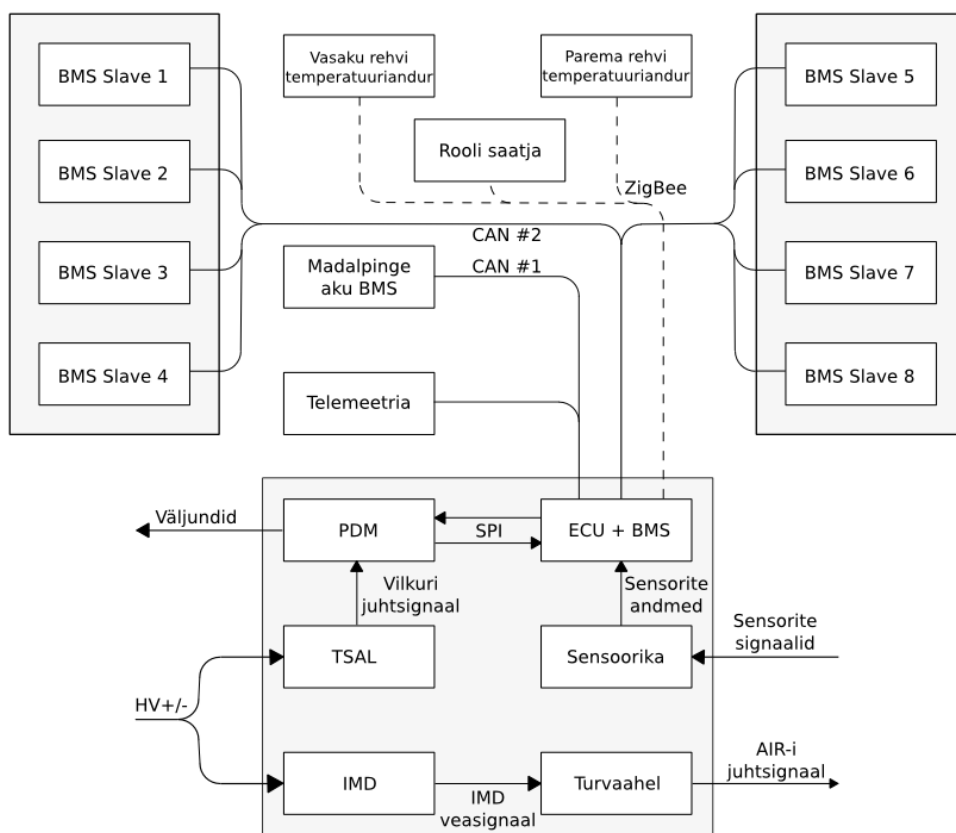 BMS Slave 1
BMS Slave 2
BMS Slave 3
BMS Slave 4
Vasaku rehvi
temperatuuriandur
Parema rehvi
temperatuuriandur
Rooli saatja
ZigBee
BMS Slave 5
BMS Slave 6
BMS Slave 7
BMS Slave 8
CAN #2
CAN #1
Madalpinge
aku BMS
Telemeetria
Väljundid
PDM
SPI
ECU + BMS
Vilkuri
juhtsignaal
Sensorite
andmed
Sensorite
signaalid
TSAL
Sensoorika
HV+/-
IMD
IMD
veasignaal
Turvaahel
AIR-i
juhtsignaal